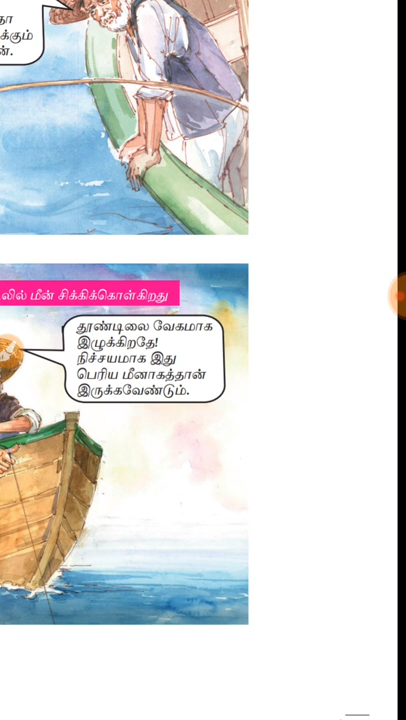 க்கும்
ன்.
லில் மீன் சிக்கிக்கொள்கிறது
தூண்டிலை வேகமாக
இழுக்கிறதே!
நிச்சயமாக இது
பெரிய மீனாகத்தான்
இருக்கவேண்டும்.